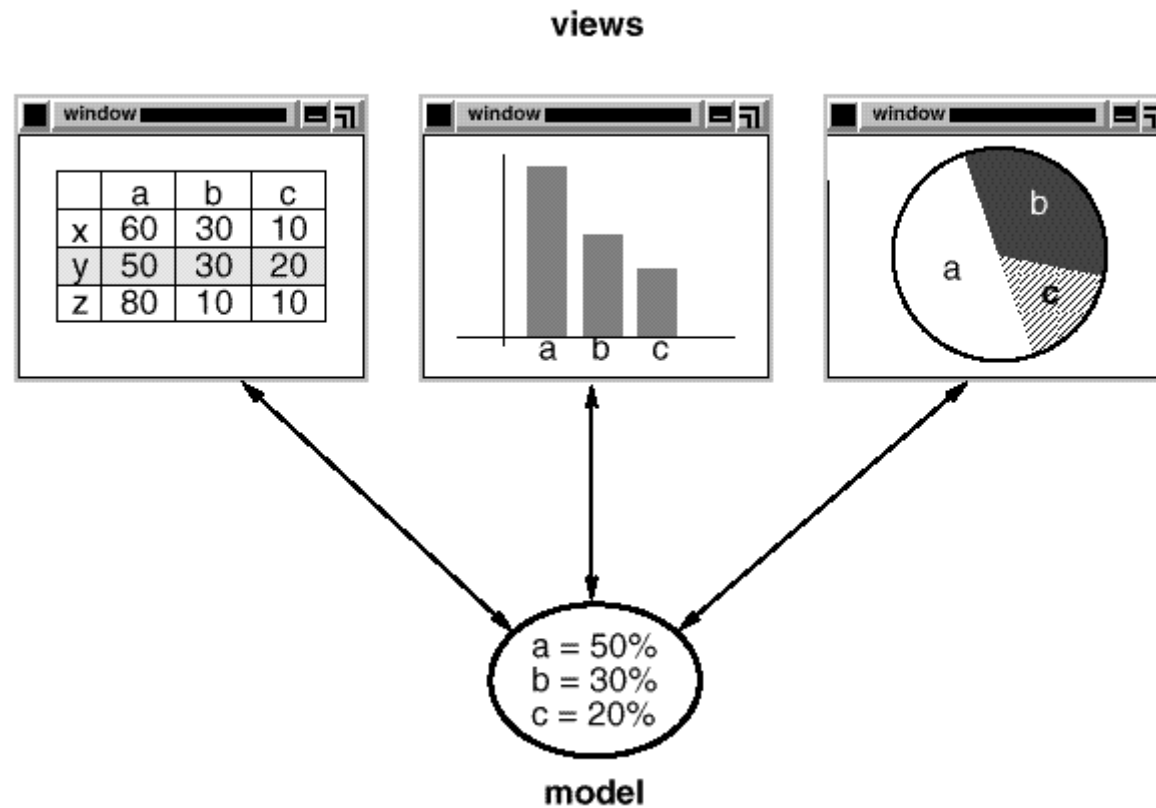 views
window
a b c
x 60 30 10
y 50 30 20
z 80 10 10
window
a b c
window
b
a
c
a = 50%
b = 30%
c = 20%
model